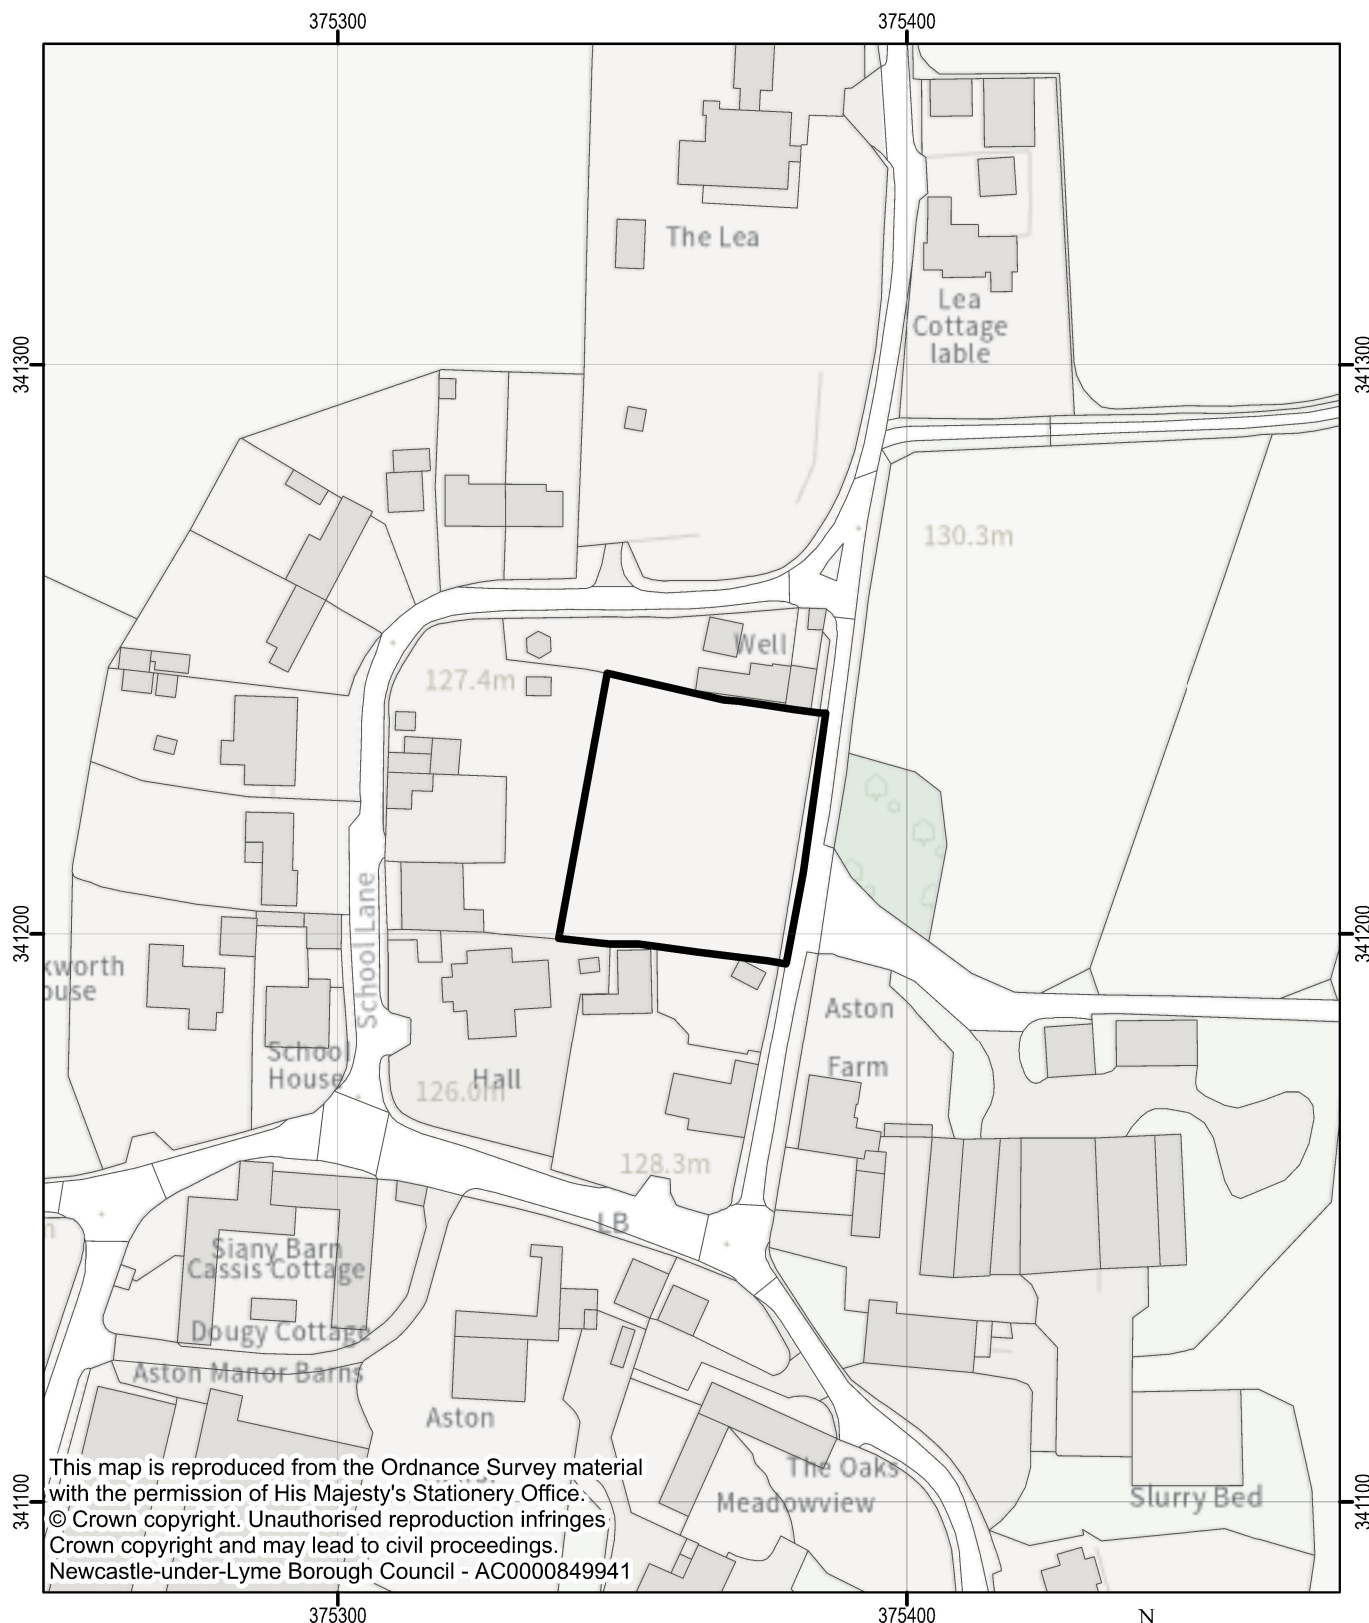 375300
375400
The Lea
Lea
Cottage
lable
341300
341300
130.3m
Well
127.4m
School Lane
341200
341200
xworth
ouse
Aston
Farm
School
House
Hall
126.0m
128.3m
LB
Siany Barn
Cassis Cottage
Dougy Cottage
Aston Manor Barns
Aston
The Oaks
Meadowview
Slurry Bed
341100
341100
This map is reproduced from the Ordnance Survey material
with the permission of His Majesty's Stationery Office.
© Crown copyright. Unauthorised reproduction infringes
Crown copyright and may lead to civil proceedings.
Newcastle-under-Lyme Borough Council - AC0000849941
375300
375400
N